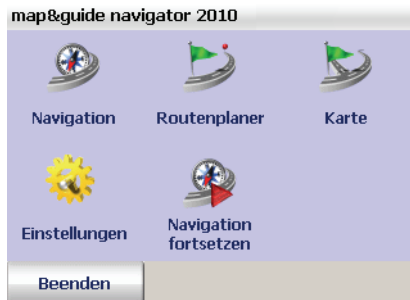 map&guide navigator 2010
Navigation
Routenplaner
Karte
Einstellungen
Navigation
fortsetzen
Beenden